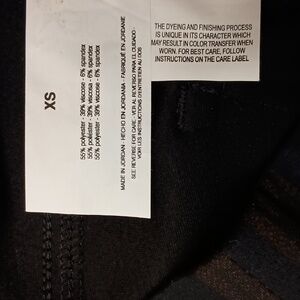 XS
55% polyester - 39% viscose - 6% spandex
55% poliéster - 39% viscosa - 6% spandex
55% polyester - 39% viscose - 6% spandex
MADE IN JORDAN - HECHO EN JORDANIA - FABRIQUÉ EN JORDANIE
SEE REVERSE FOR CARE - VER AL REVERSO PARA EL CUIDADO -
VOIR LES INSTRUCTIONS D'ENTRETIEN AU DOS
THE DYEING AND FINISHING PROCESS
IS UNIQUE IN ITS CHARACTER WHICH
MAY RESULT IN COLOR TRANSFER WHEN
WORN. FOR BEST CARE, FOLLOW
INSTRUCTIONS ON THE CARE LABEL